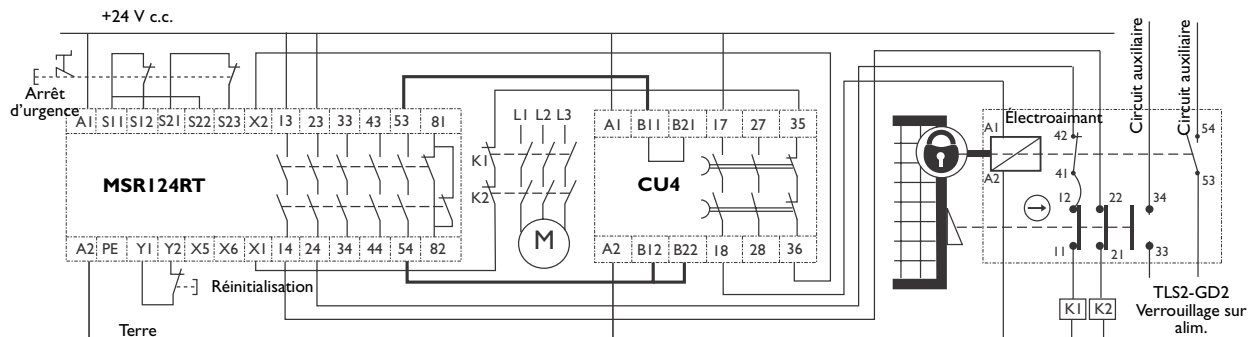 +24 V c.c.
Circuit auxiliaire
Circuit auxiliaire
Arrêt
d'urgence
A1 S11 S12 S21 S22 S23 X2 13 23 33 43 53 81
MSR124RT
A2 PE Y1 Y2 X5 X6 X1 14 24 34 44 54 82
Réinitialisation
Terre
L1 L2 L3
K1
K2
M
A1 B11 B21 17 27 35
CU4
A2 B12 B22 18 28 36
A1
Électroaimant
A2
42
41
54
53
12 22 34
11 21 33
K1 K2
TLS2-GD2
Verrouillage sur
alim.